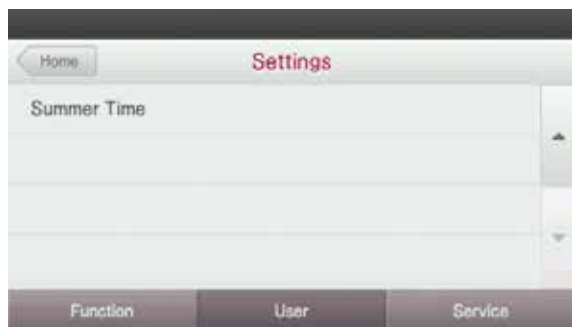 Home
Settings
Summer Time
Function
User
Service